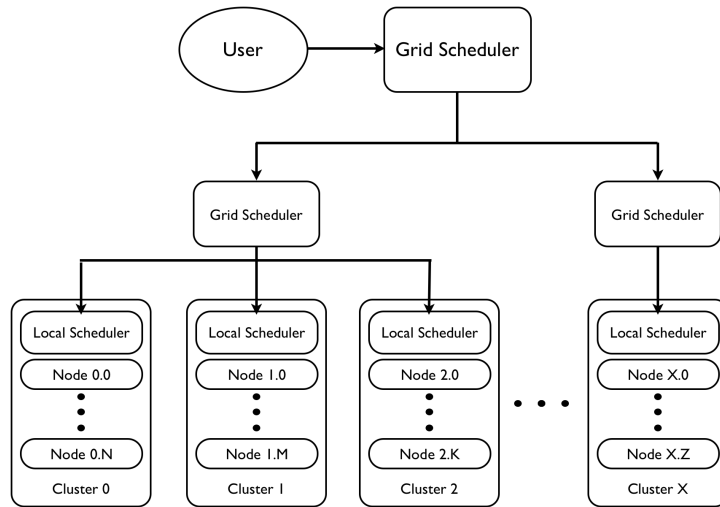 User
Grid Scheduler
Grid Scheduler
Grid Scheduler
Local Scheduler
Local Scheduler
Local Scheduler
Local Scheduler
Node 0.0
Node 1.0
Node 2.0
Node X.0
Node 0.N
Node 1.M
Node 2.K
Node X.Z
Cluster 0
Cluster 1
Cluster 2
Cluster X